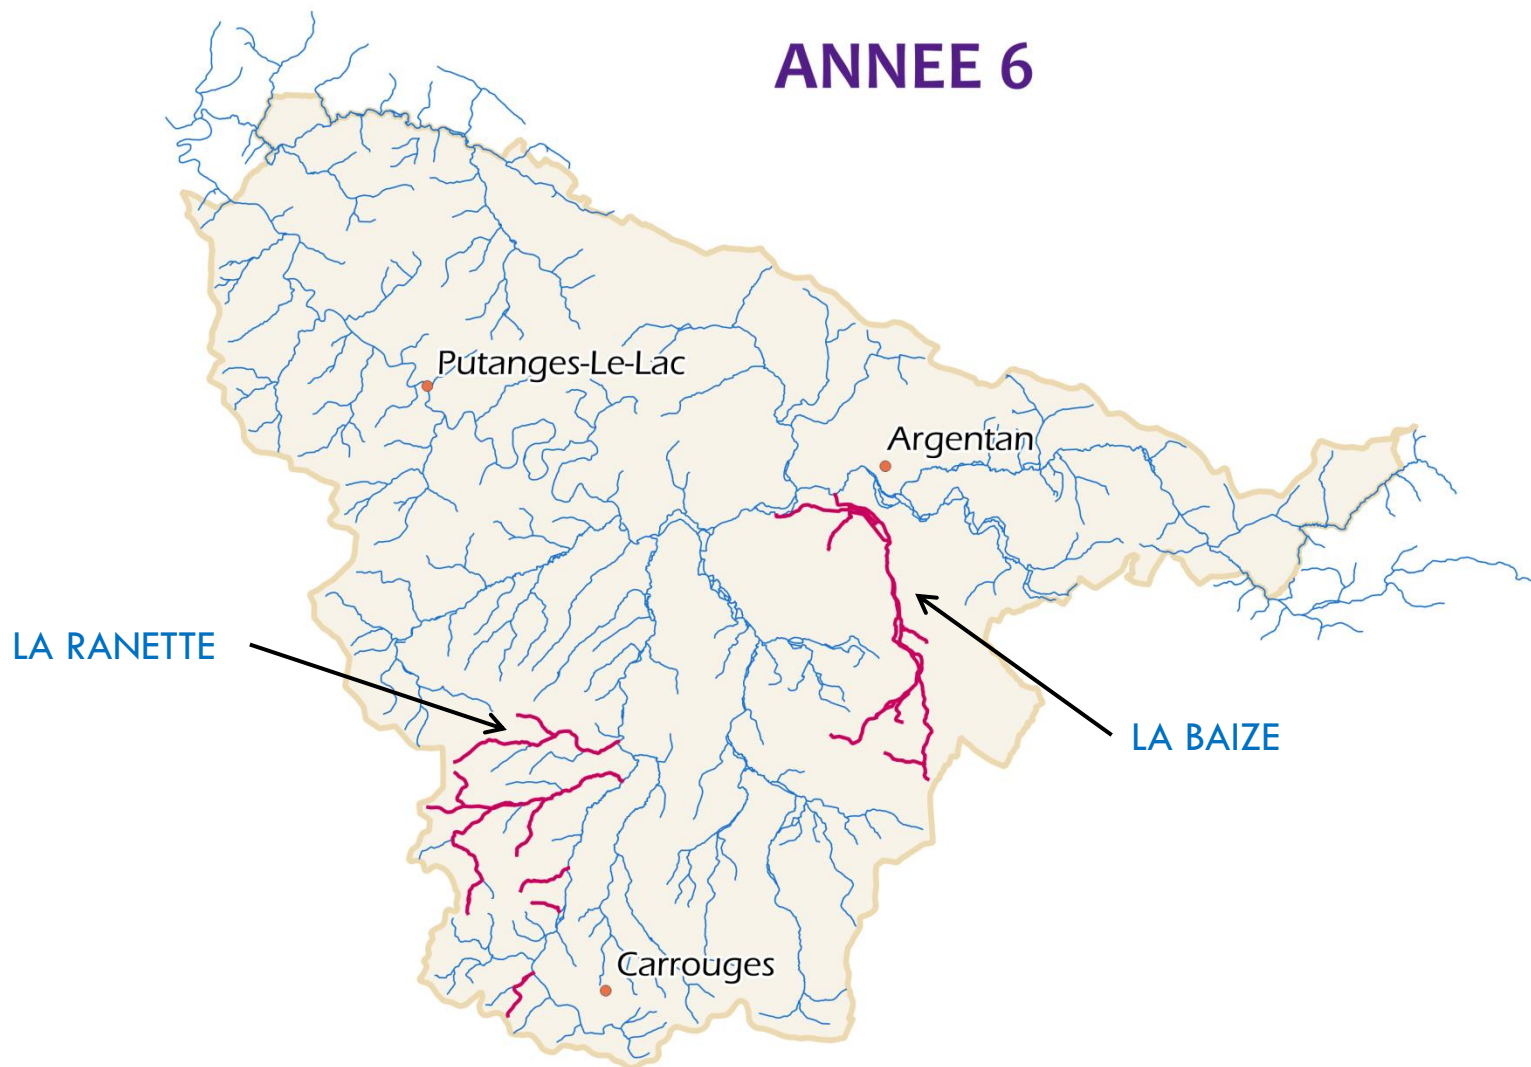 ANNEE 6
Putanges-Le-Lac
Argentan
LA RANETTE
LA BAIZE
Carrouges